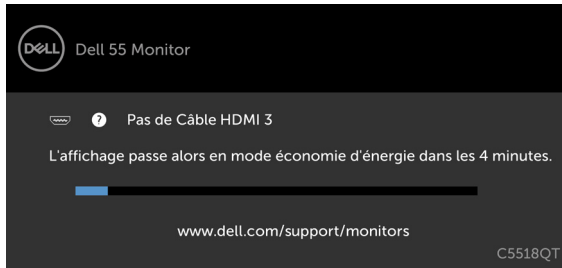 DELL Dell 55 Monitor
? Pas de Câble HDMI 3
L'affichage passe alors en mode économie d'énergie dans les 4 minutes.
www.dell.com/support/monitors
C5518QT